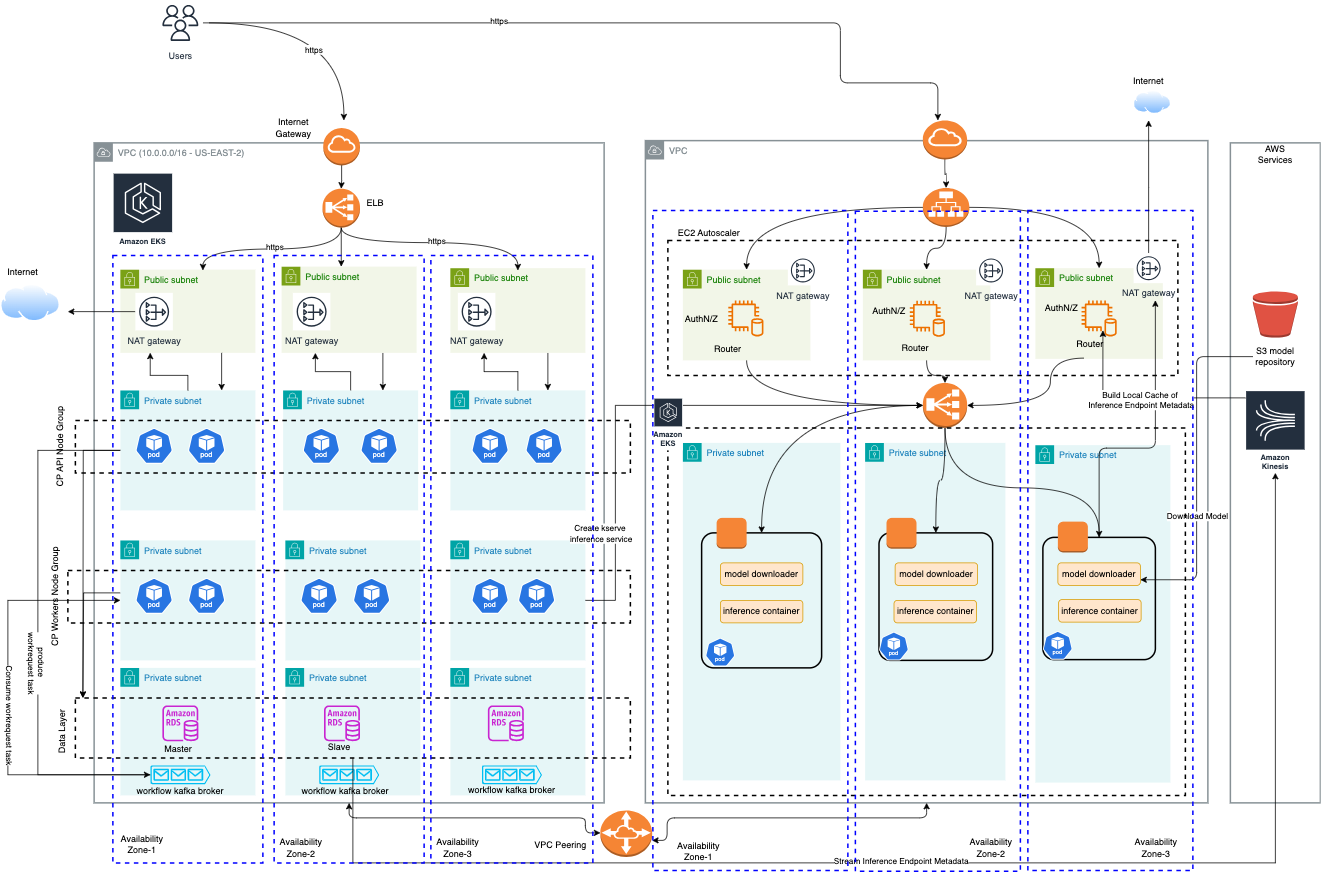 https
https
Users
Internet
Gateway
Internet
VPC (10.0.0.0/16 - US-EAST-2)
VPC
AWS
Services
ELB
Amazon EKS
EC2 Autoscaler
https
https
Internet
Public subnet
Public subnet
Public subnet
Public subnet
Public subnet
Public subnet
NAT gateway
NAT gateway
NAT gateway
AuthN/Z
AuthN/Z
AuthN/Z
NAT gateway
NAT gateway
NAT gateway
Router
Router
Router
S3 model
repository
Private subnet
Private subnet
Private subnet
Build Local Cache of
Inference Endpoint Metadata
Amazon
EKS
CP API Node Group
pod
pod
pod
pod
pod
pod
Private subnet
Private subnet
Private subnet
Amazon
Kinesis
Download Model
Create kserve
inference service
Private subnet
Private subnet
Private subnet
CP Workers Node Group
pod
pod
pod
pod
pod
pod
model downloader
model downloader
model downloader
inference container
inference container
inference container
pod
pod
pod
produce
workrequest task
Consume workrequest task
Private subnet
Private subnet
Private subnet
Data Layer
Amazon
RDS
Amazon
RDS
Amazon
RDS
Master
Slave
workflow kafka broker
workflow kafka broker
workflow kafka broker
Availability
Zone-1
Availability
Zone-2
Availability
Zone-3
VPC Peering
Availability
Zone-1
Availability
Zone-2
Availability
Zone-3
Stream Inference Endpoint Metadata